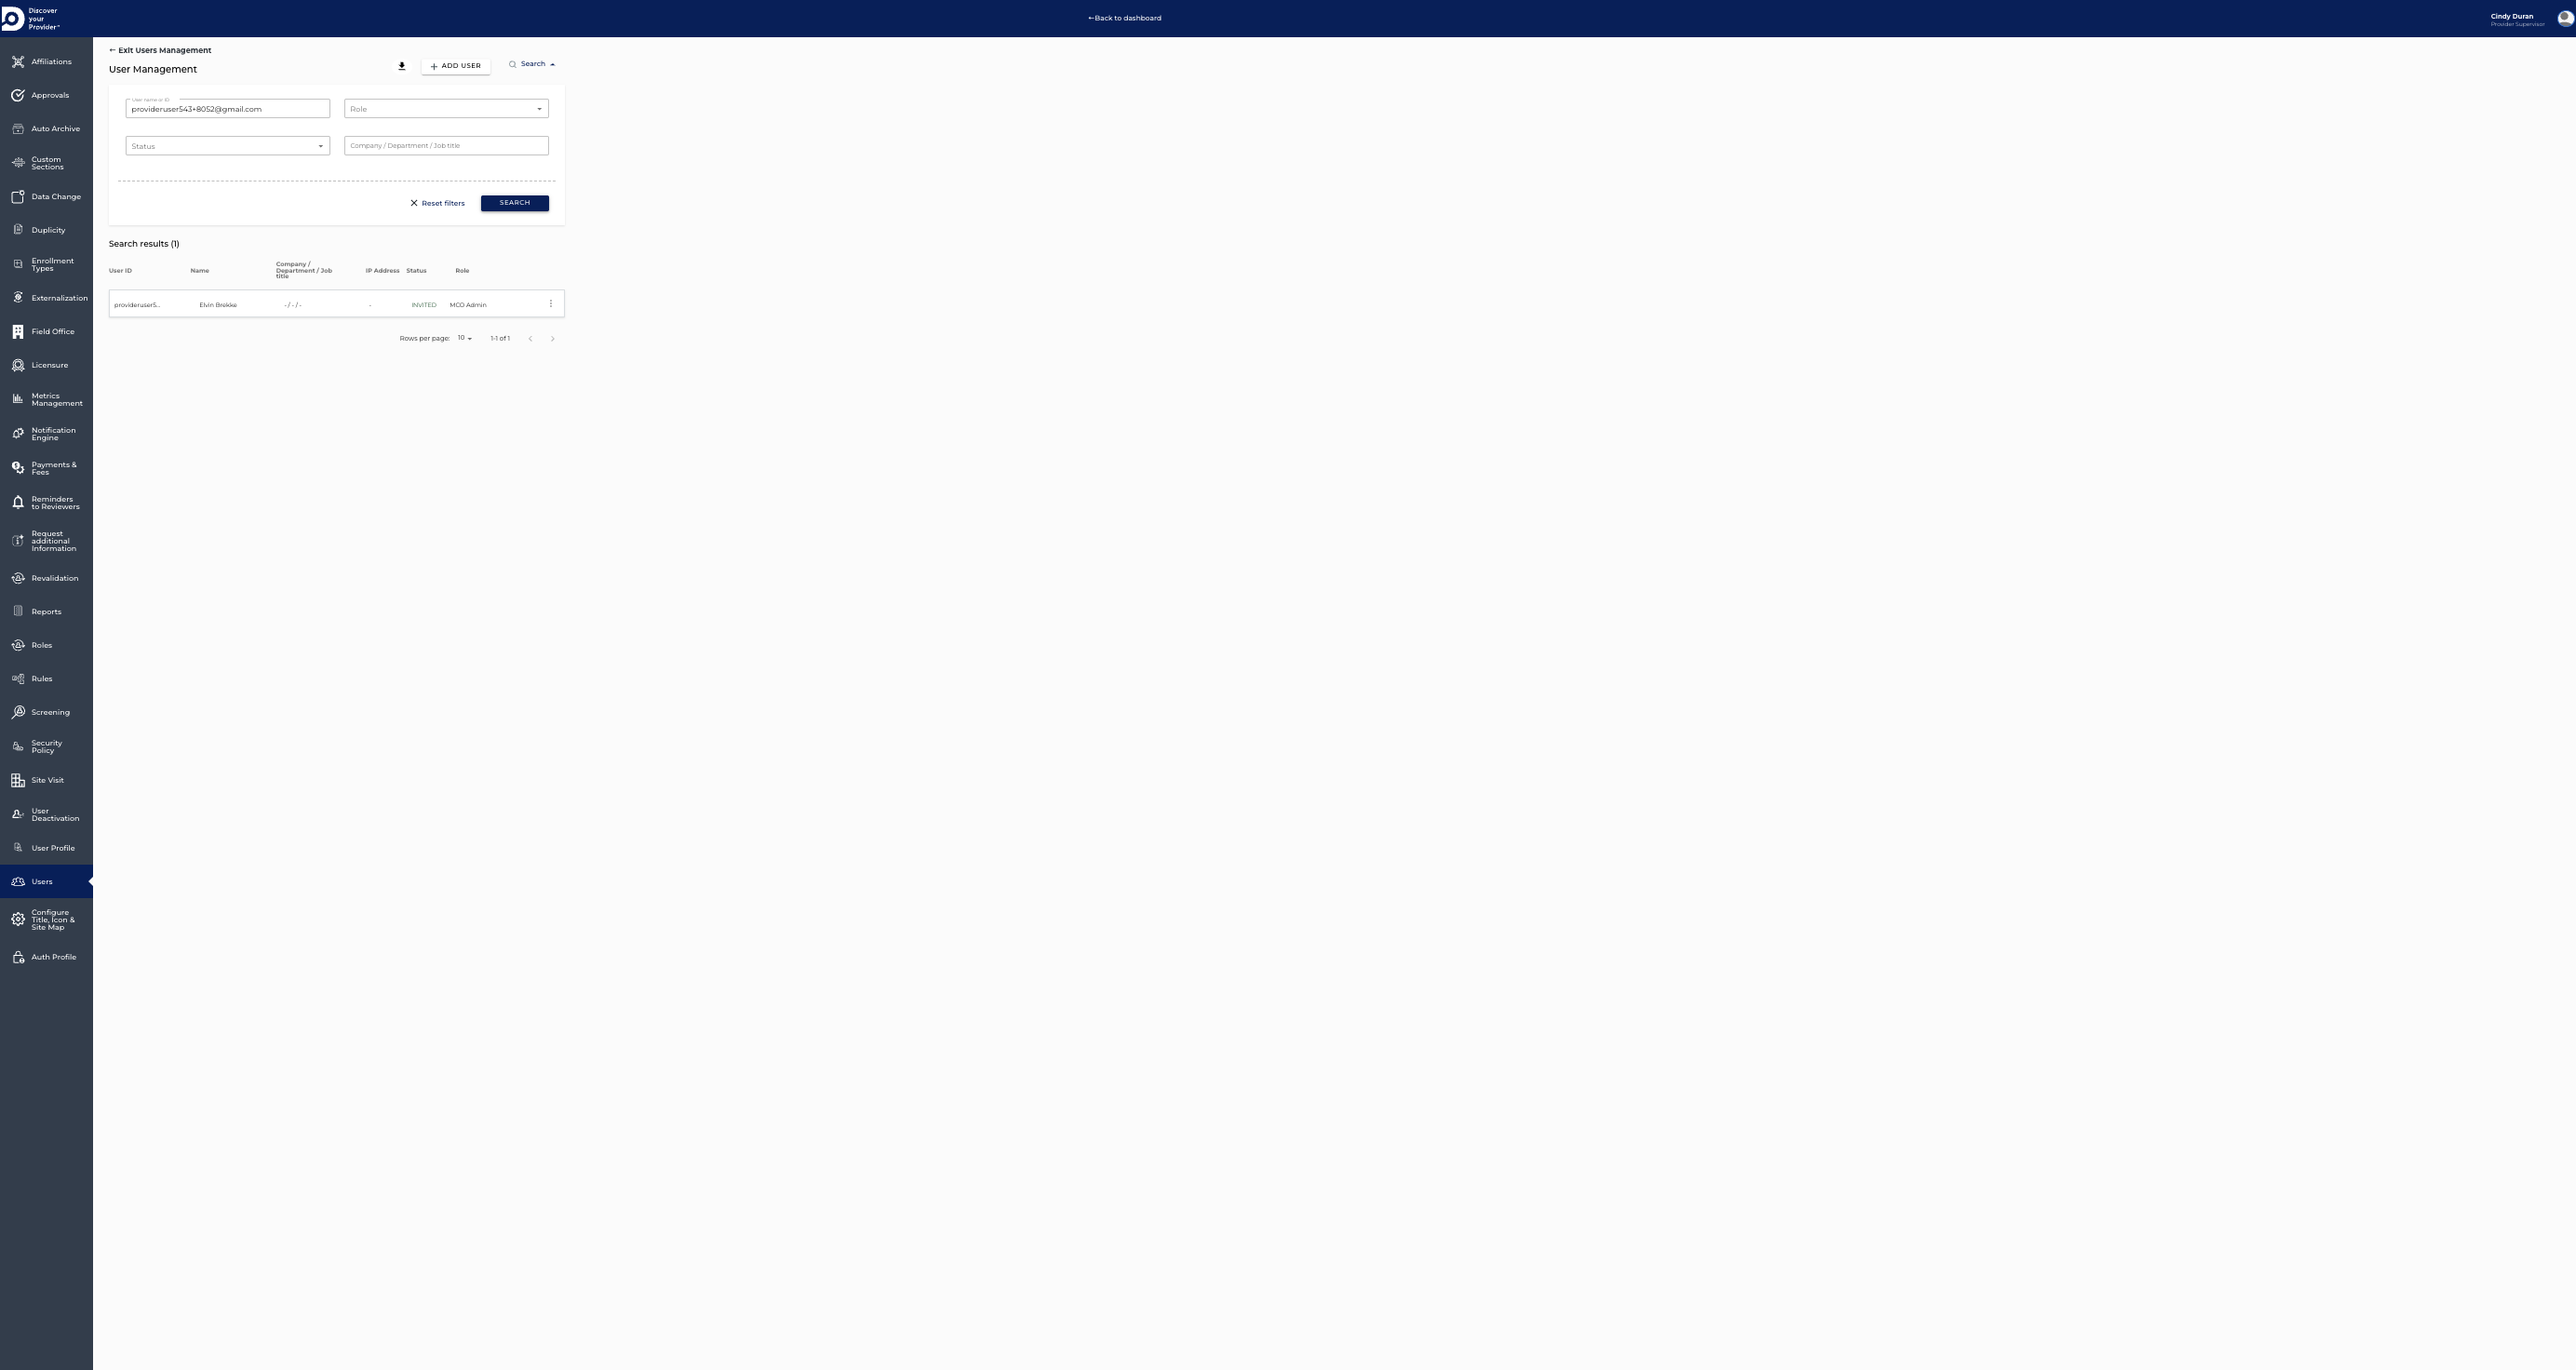 Discover
your
Provider™
←Back to dashboard
Cindy Duran
Provider Supervisor
Affiliations
Approvals
Auto Archive
Custom
Sections
Data Change
Duplicity
Enrollment
Types
Externalization
Field Office
Licensure
Metrics
Management
Notification
Engine
Payments &
Fees
Reminders
to Reviewers
Request
additional
Information
Revalidation
Reports
Roles
Rules
Screening
Security
Policy
Site Visit
User
Deactivation
User Profile
Users
Configure
Title, Icon &
Site Map
Auth Profile
← Exit Users Management
User Management
ADD USER
Search
User name or ID
provideruser543+8052@gmail.com
Role
Status
Company / Department / Job title
Reset filters
SEARCH
Search results (1)
User ID
Name
Company /
Department / Job
title
IP Address
Status
Role
provideruser5...
Elvin Brekke
- / - / -
-
INVITED
MCO Admin
Rows per page: 10
1-1 of 1